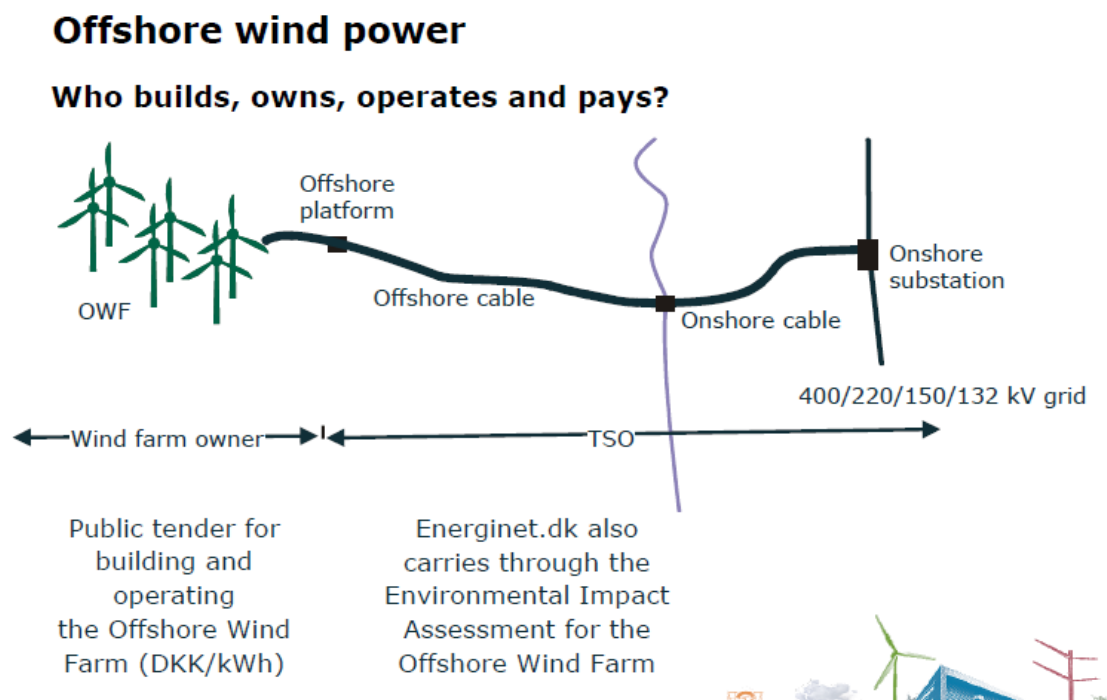 Offshore wind power
Who builds, owns, operates and pays?
Offshore
platform
OWF
Offshore cable
Onshore cable
Onshore
substation
400/220/150/132 kV grid
Wind farm owner
TSO
Public tender for
building and
operating
the Offshore Wind
Farm (DKK/kWh)
Energinet.dk also
carries through the
Environmental Impact
Assessment for the
Offshore Wind Farm